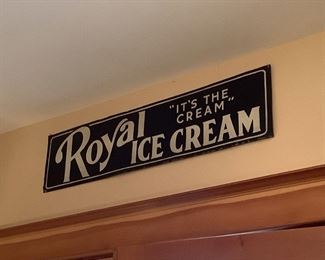 Royal
"IT'S THE
CREAM"
ICE CREAM